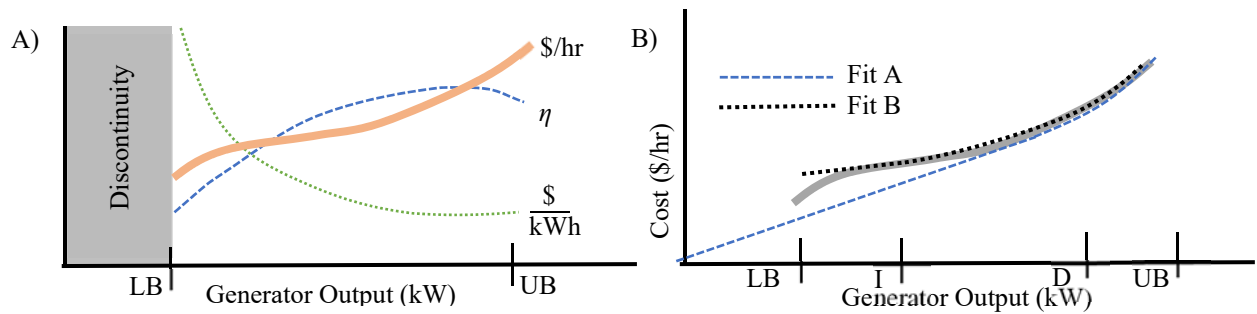 A)
Discontinuity
$/hr
η
$
kWh
LB
Generator Output (kW)
UB
B)
Fit A
Fit B
Cost ($/hr)
LB
I
D
UB
Generator Output (kW)